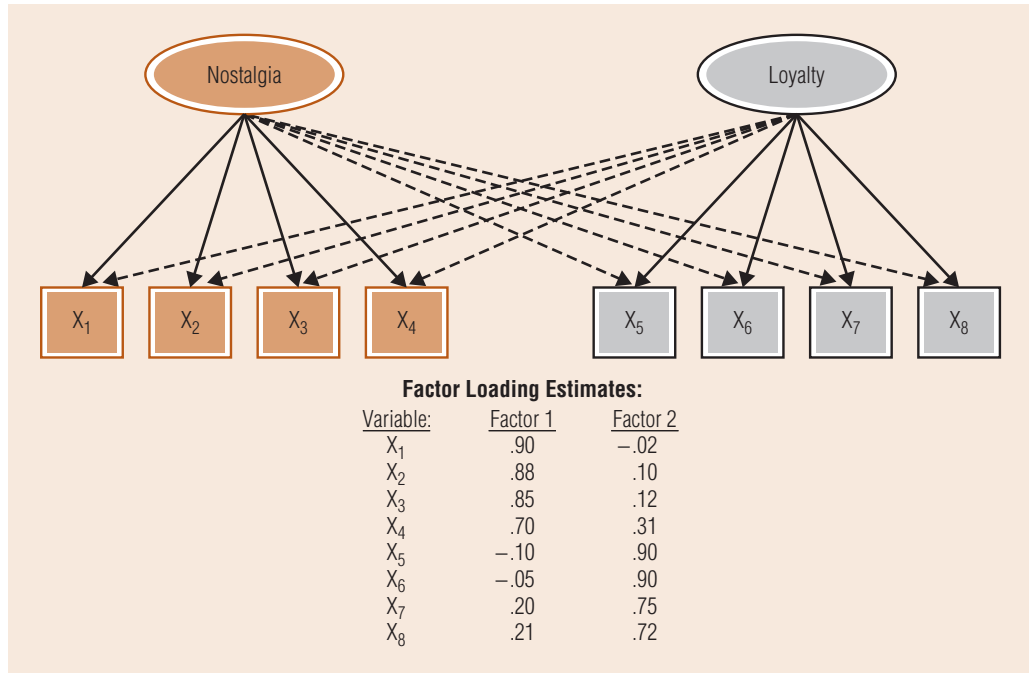 Nostalgia Loyalty
X₁ X₂ X₃ X₄ X₅ X₆ X₇ X₈
Factor Loading Estimates:
Variable: Factor 1 Factor 2
X₁ .90 −.02
X₂ .88 .10
X₃ .85 .12
X₄ .70 .31
X₅ −.10 .90
X₆ −.05 .90
X₇ .20 .75
X₈ .21 .72